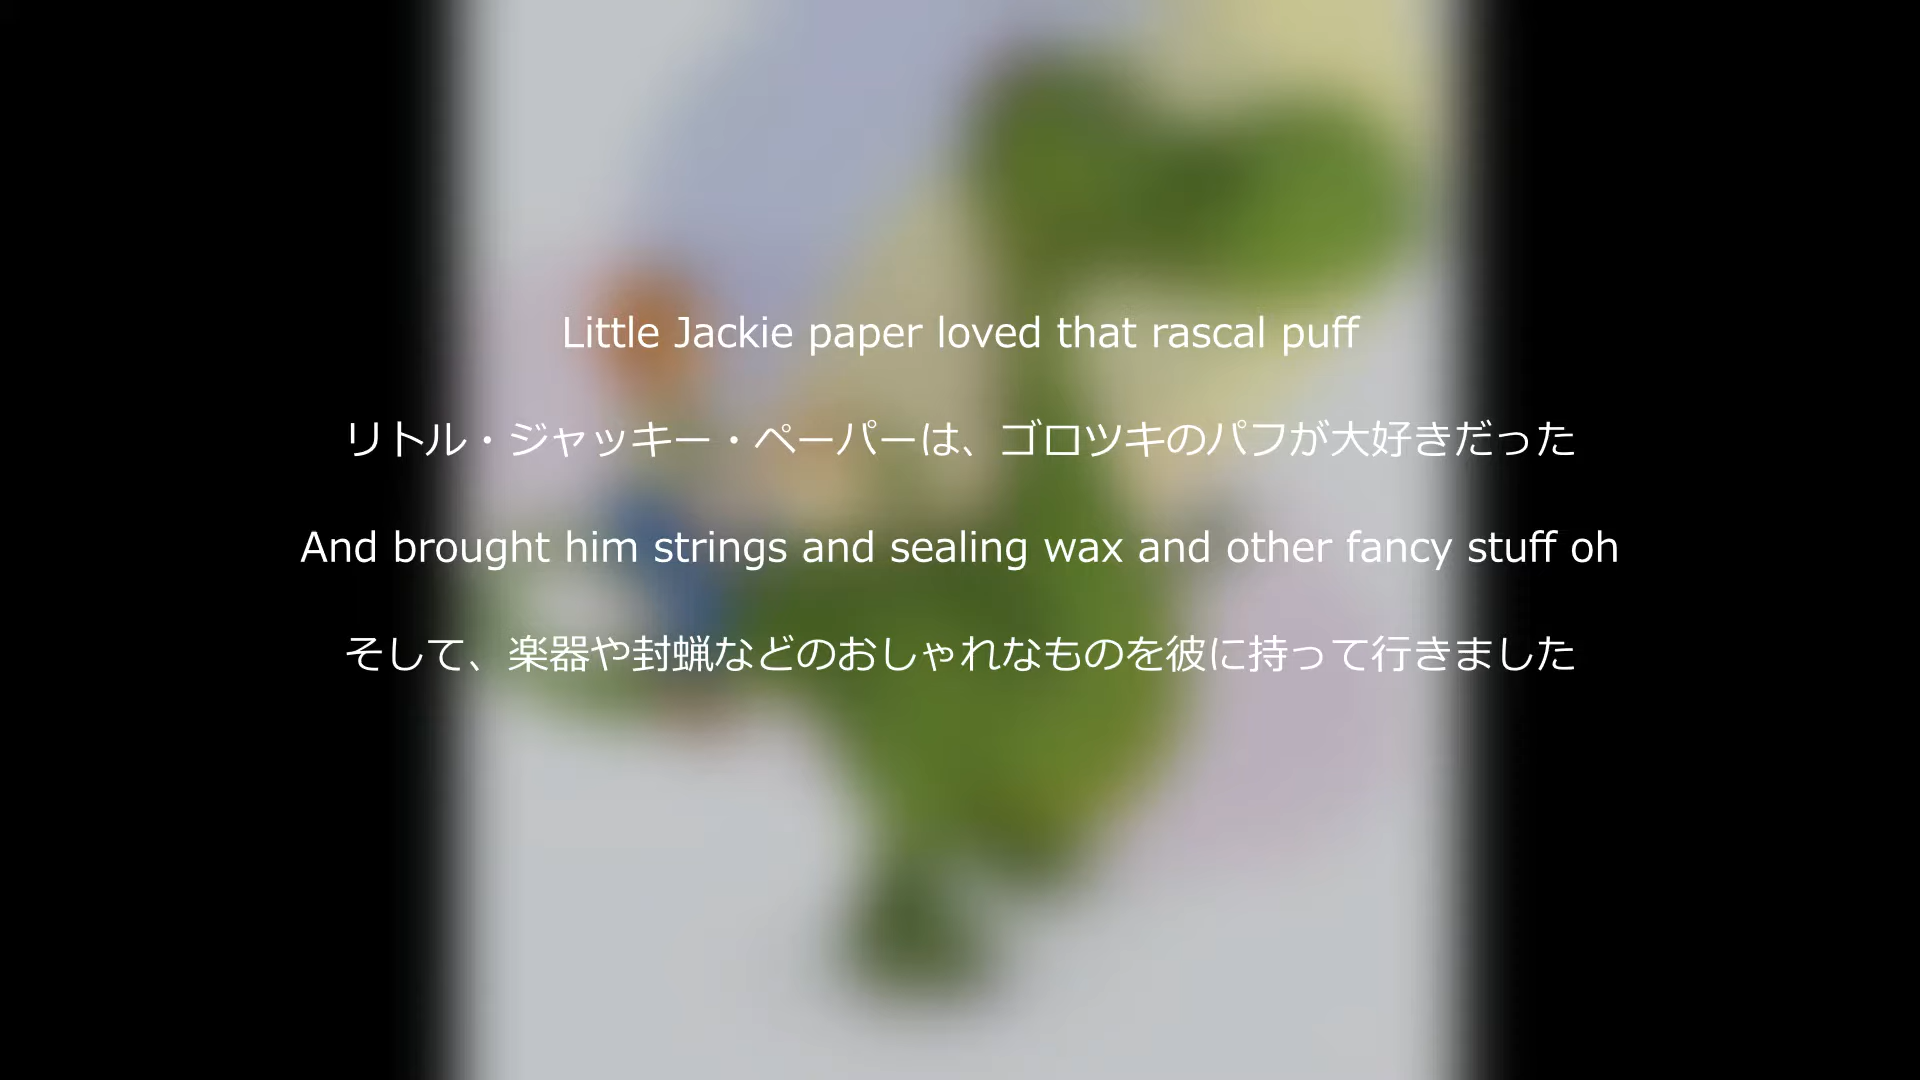 Little Jackie paper loved that rascal puff
リトル・ジャッキー・ペーパーは、ゴロツキのパフが大好きだった
And brought him strings and sealing wax and other fancy stuff oh
そして、楽器や封蝋などのおしゃれなものを彼に持って行きました